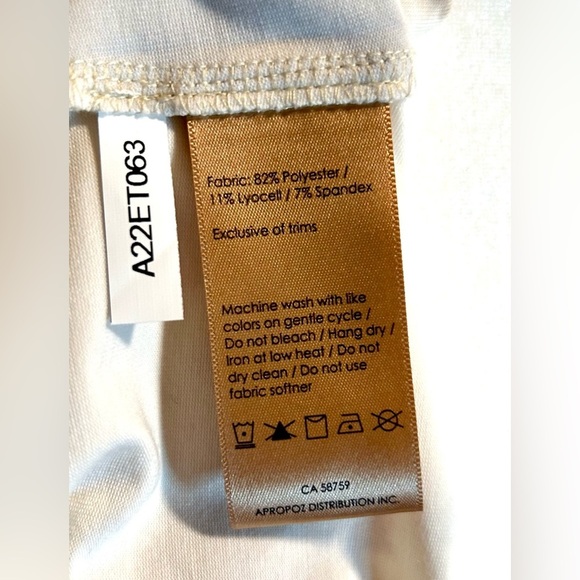 A22ET063
Fabric: 82% Polyester /
11% Lyocell / 7% Spandex
Exclusive of trims
Machine wash with like
colors on gentle cycle /
Do not bleach / Hang dry /
Iron at low heat / Do not
dry clean / Do not use
fabric softner
CA 58759
APROPOZ DISTRIBUTION INC.